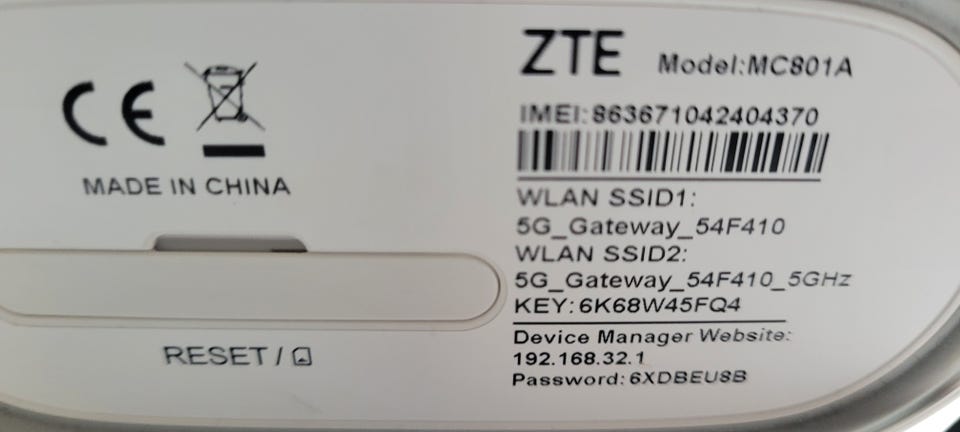 ZTE Model:MC801A
IMEI:863671042404370
WLAN SSID1:
5G_Gateway_54F410
WLAN SSID2:
5G_Gateway_54F410_5GHz
KEY:6K68W45FQ4
Device Manager Website:
192.168.32.1
Password:6XDBEU8B
CE
MADE IN CHINA
RESET /